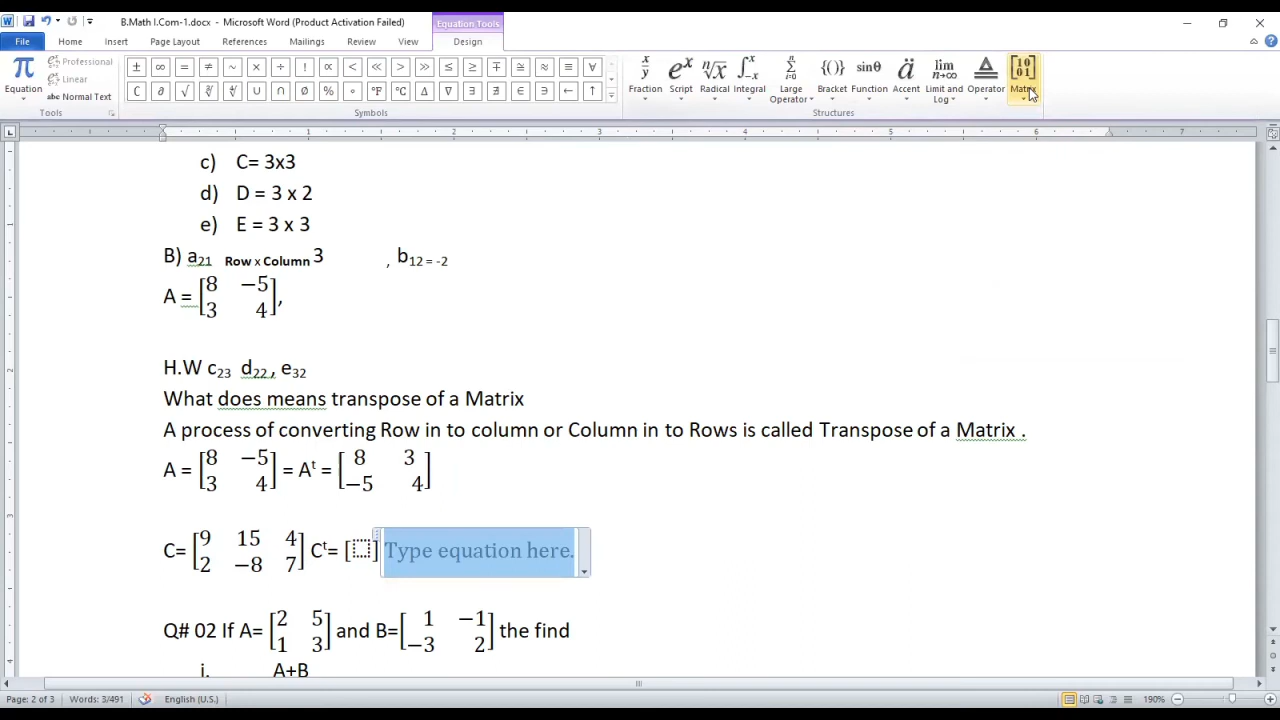 B.Math I.Com-1.docx - Microsoft Word (Product Activation Failed)
Equation Tools
File Home Insert Page Layout References Mailings Review View Design
Equation
Professional
Linear
abc Normal Text
Tools
± ∞ = ≠ ~ × ÷ ! ∝ < ≪ > ≫ ≤ ≥ ∓ ≅ ≈ ≡ ∀
Symbols
Fraction Script Radical Integral Large Operator Bracket Function Accent Limit and Log Operator Matrix
Structures
c) C= 3x3
d) D = 3 x 2
e) E = 3 x 3
B) a21 Row x Column 3 , b12 = -2
A = [8 −5
3 4],
H.W c23 d22 , e32
What does means transpose of a Matrix
A process of converting Row in to column or Column in to Rows is called Transpose of a Matrix .
A = [8 −5
3 4] = At = [8 3
−5 4]
C= [9 15 4
2 −8 7] Ct= [ ] Type equation here.
Q# 02 If A= [2 5
1 3] and B= [1 −1
−3 2] the find
i. A+B
Page: 2 of 3 Words: 3/491 English (U.S.) 190%